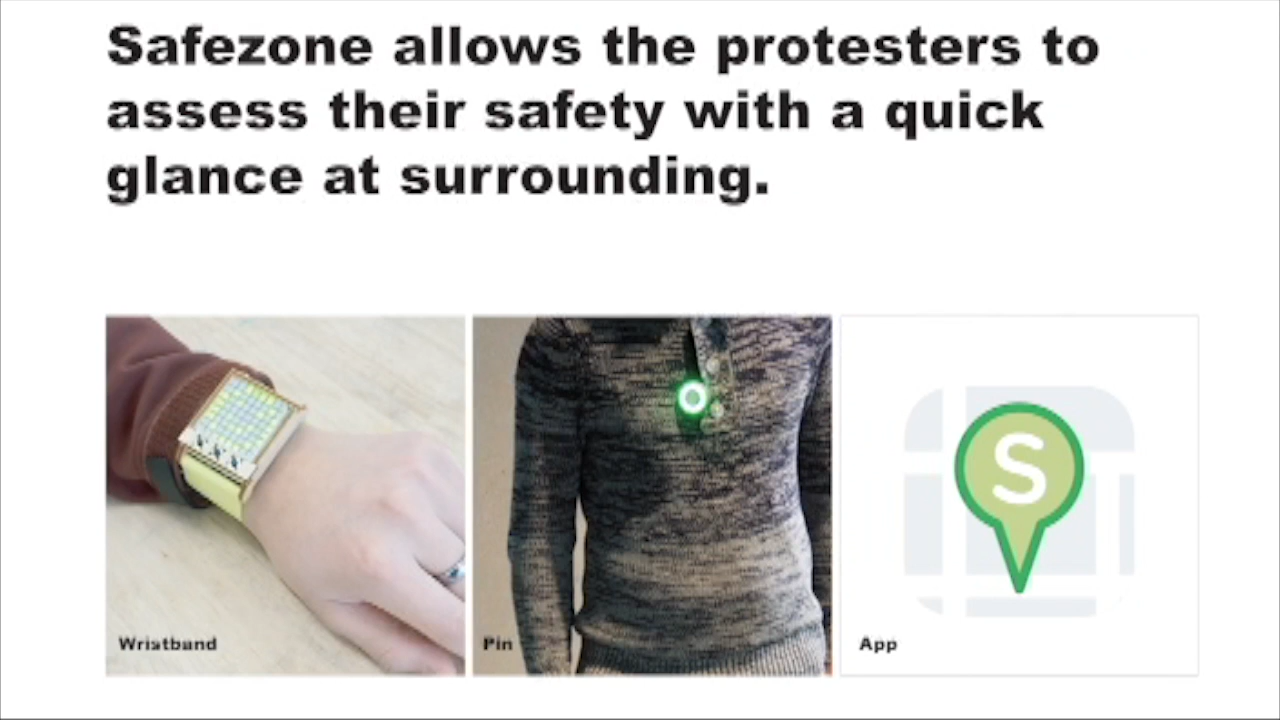 Safezone allows the protesters to
assess their safety with a quick
glance at surrounding.
Wristband
Pin
S
App